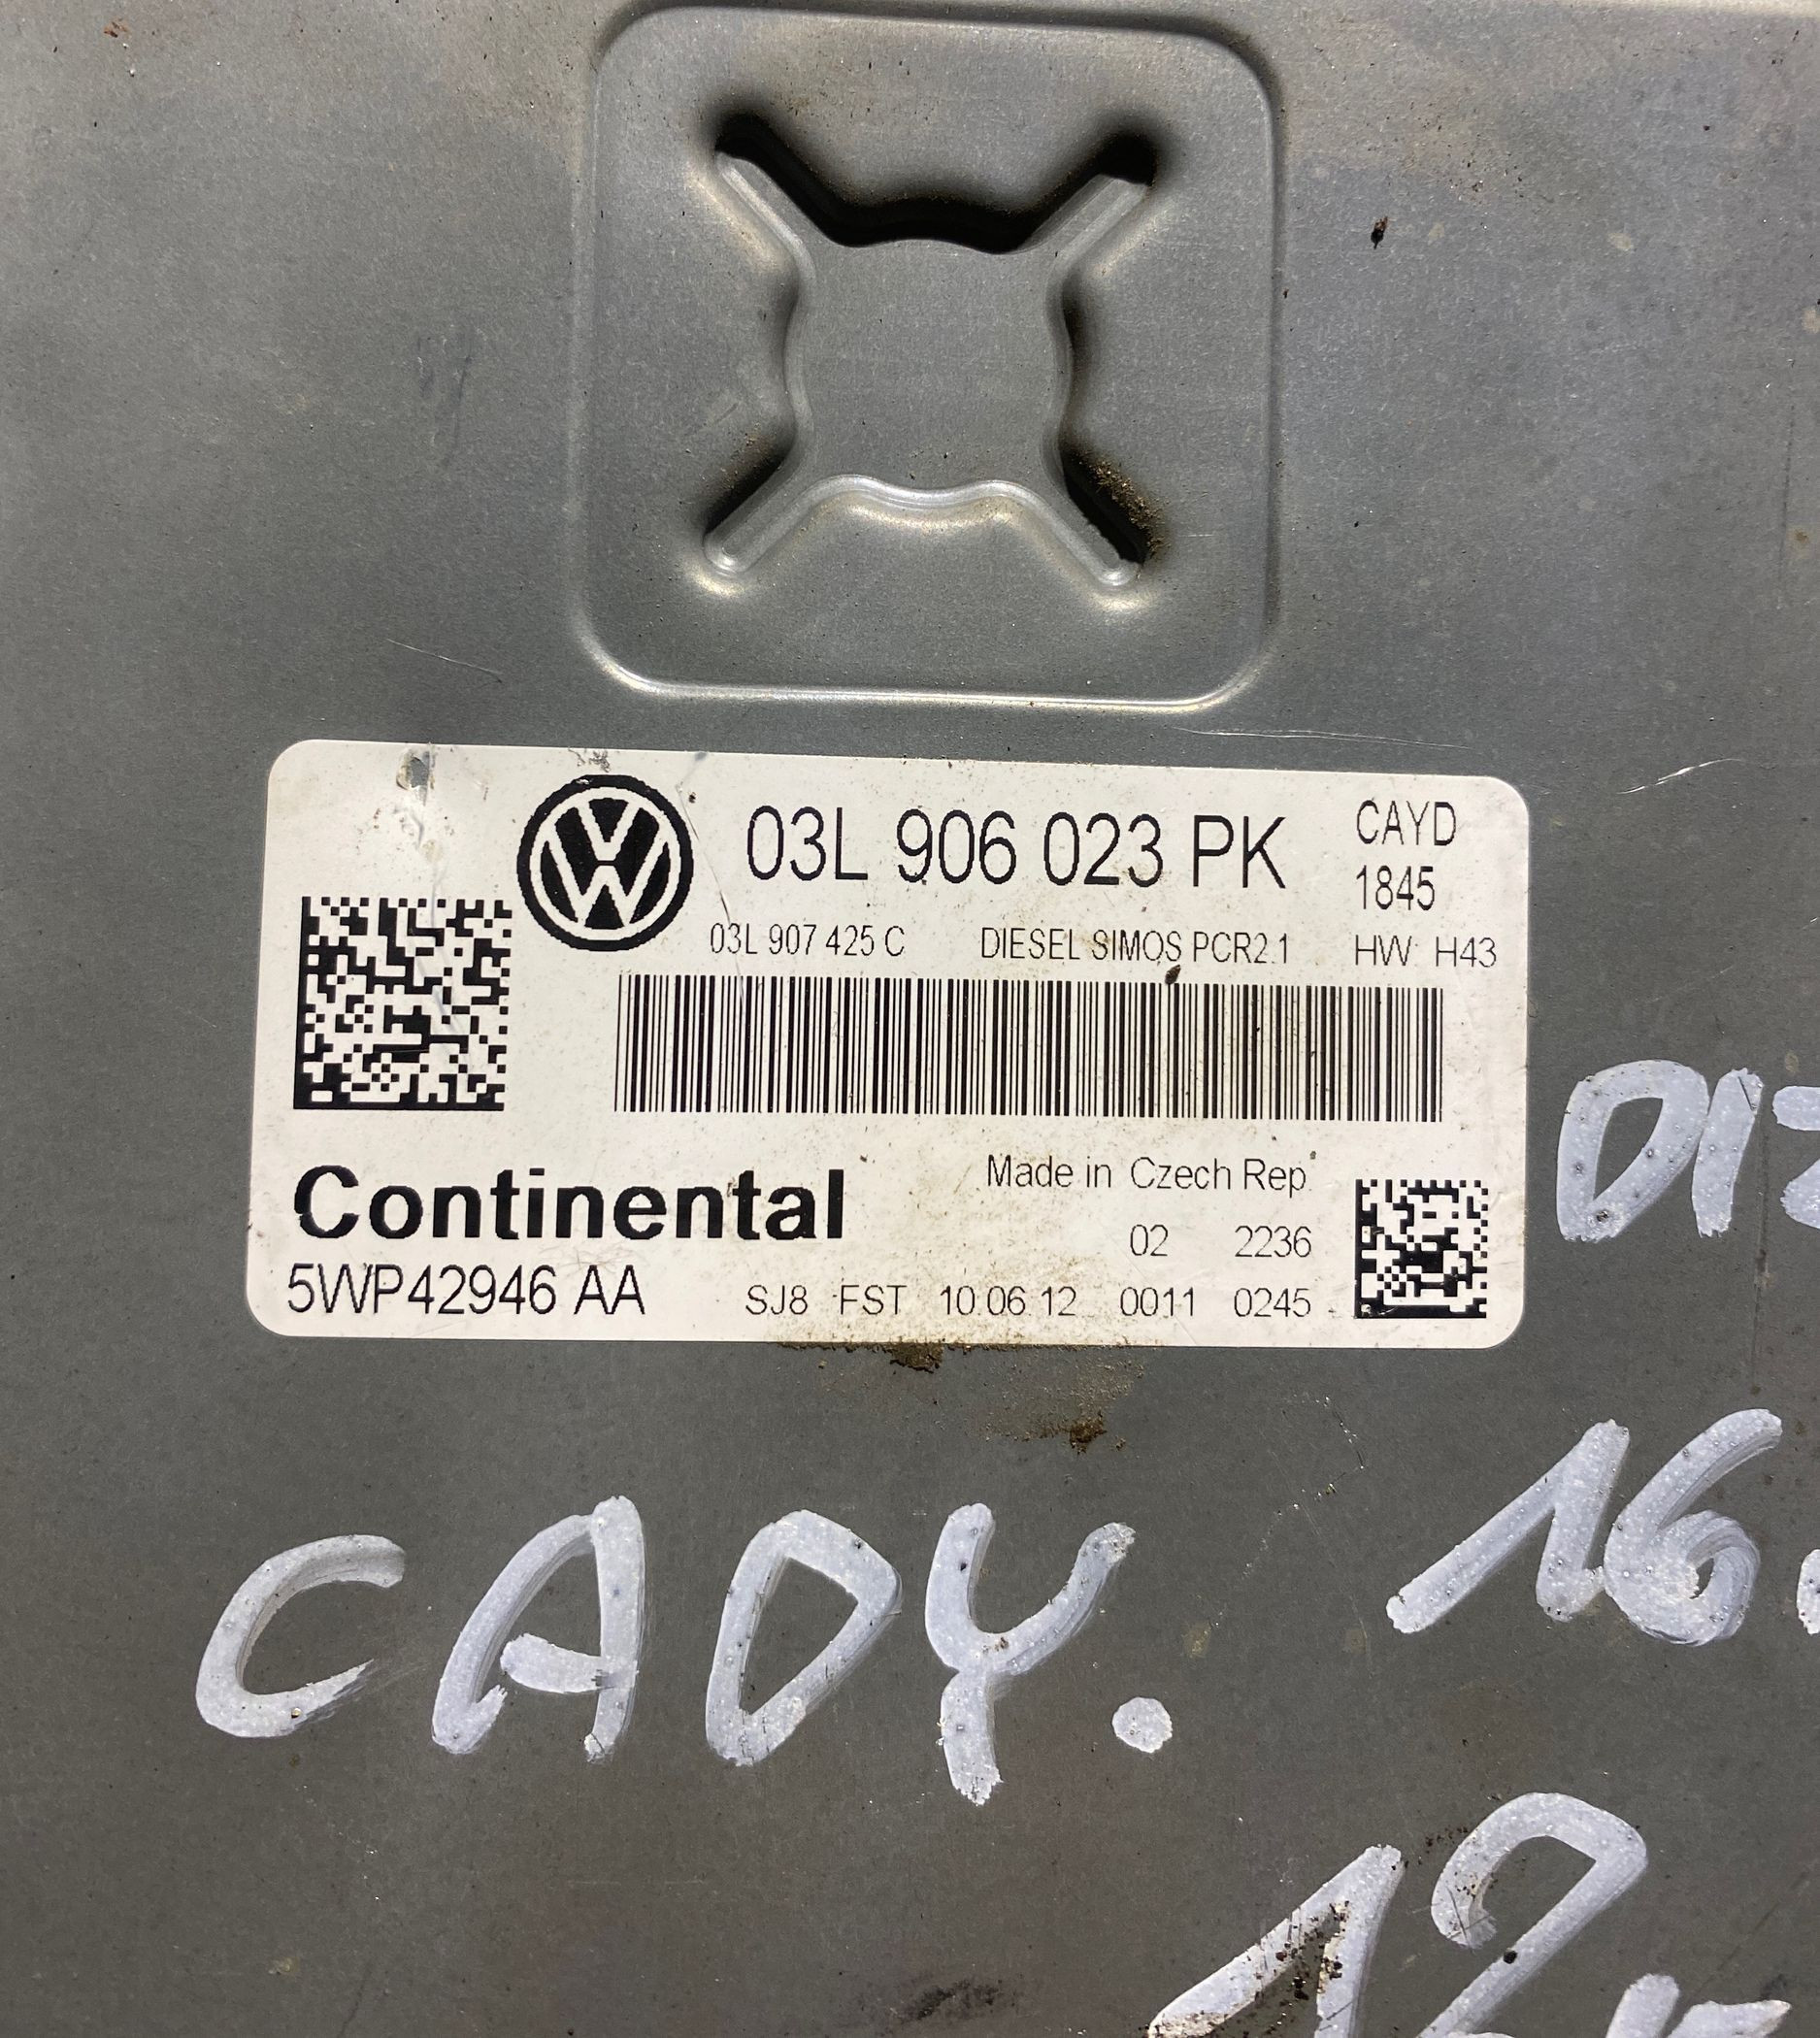 03L 906 023 PK CAYD
1845
03L 907 425 C DIESEL SIMOS PCR2.1 HW H43
Continental
Made in Czech Rep.
02 2236
5WP42946 AA
SJ8 FST 10.06.12 0011 0245
CADY.
16.